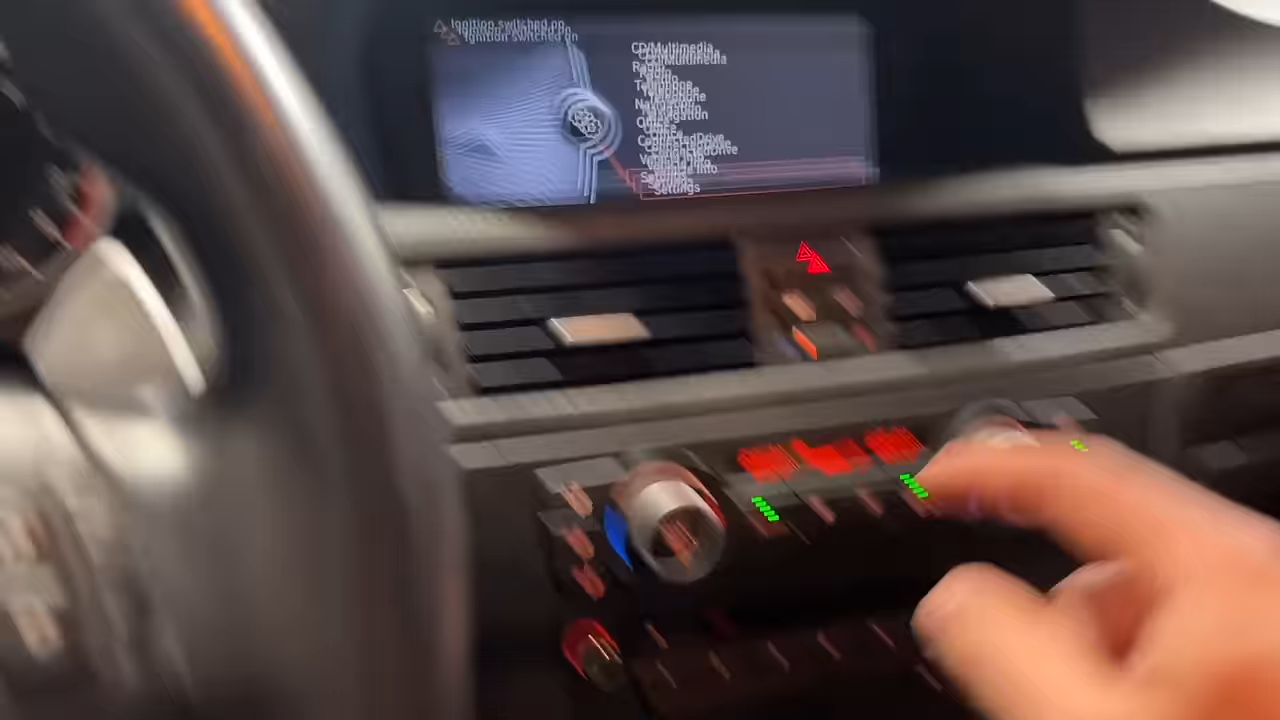 Ignition switched on
CD/Multimedia
Radio
Telephone
Navigation
Office
ConnectedDrive
Vehicle Info
Settings